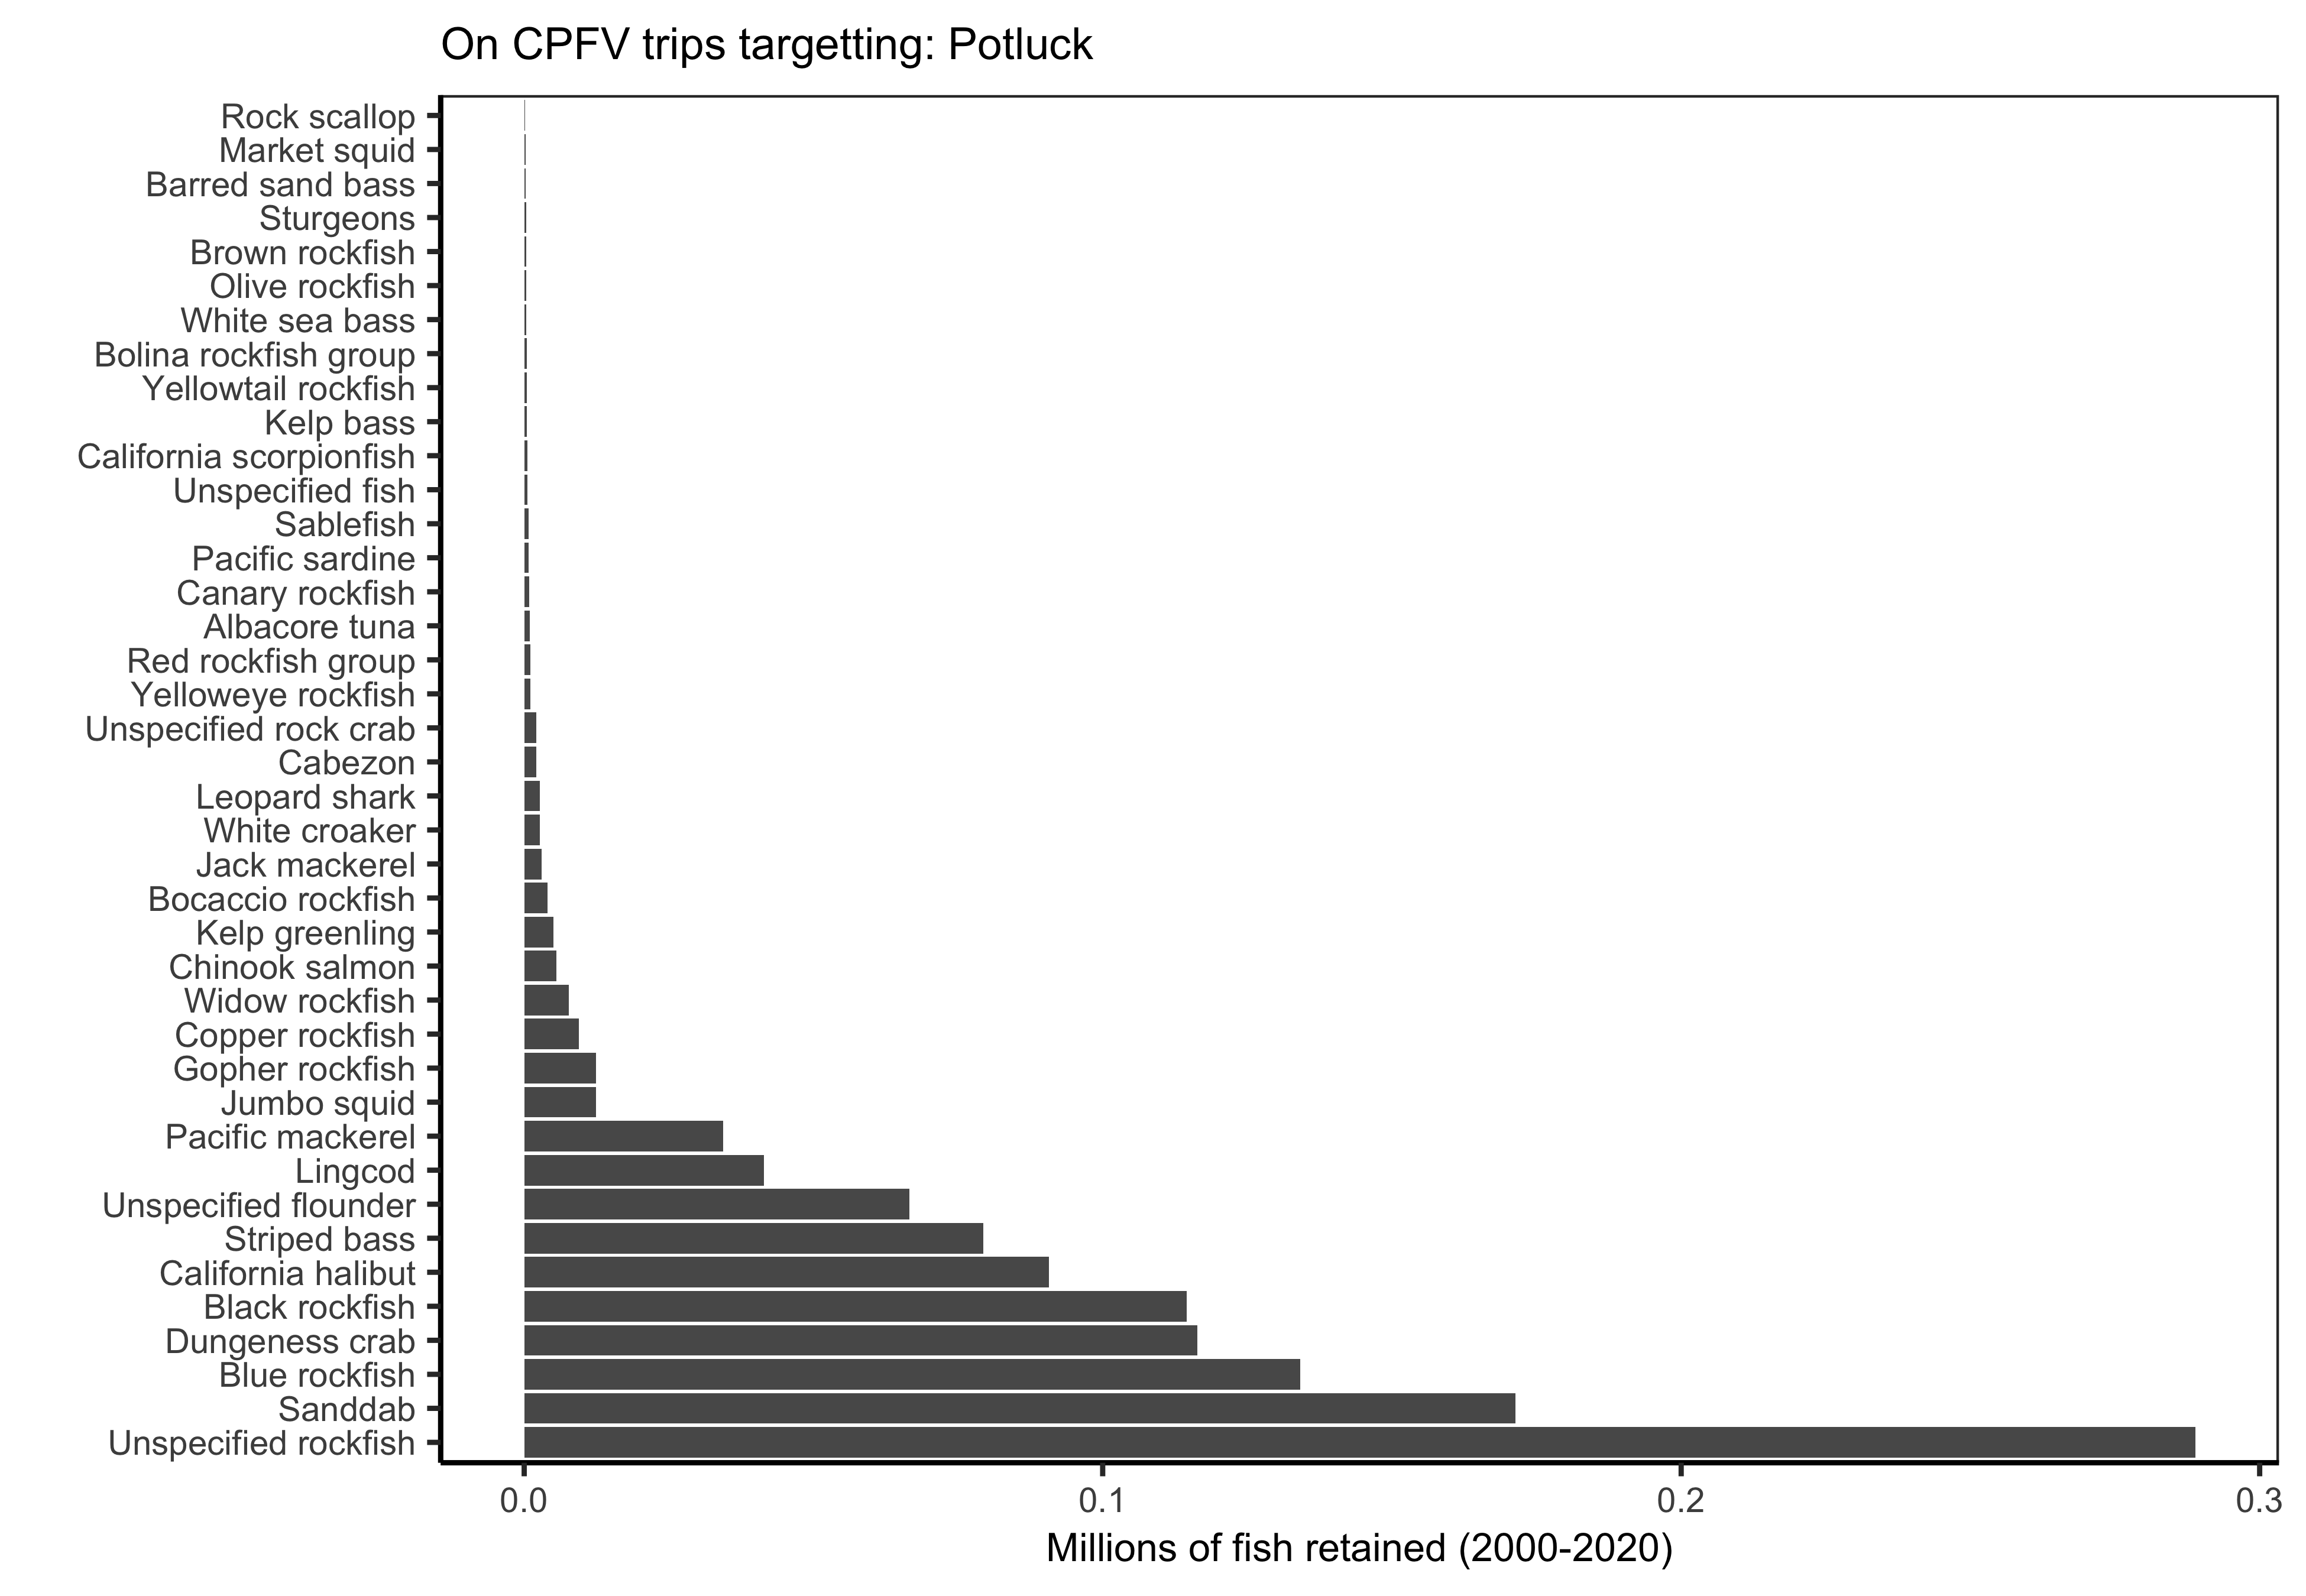 On CPFV trips targetting: Potluck
Rock scallop
Market squid
Barred sand bass
Sturgeons
Brown rockfish
Olive rockfish
White sea bass
Bolina rockfish group
Yellowtail rockfish
Kelp bass
California scorpionfish
Unspecified fish
Sablefish
Pacific sardine
Canary rockfish
Albacore tuna
Red rockfish group
Yelloweye rockfish
Unspecified rock crab
Cabezon
Leopard shark
White croaker
Jack mackerel
Bocaccio rockfish
Kelp greenling
Chinook salmon
Widow rockfish
Copper rockfish
Gopher rockfish
Jumbo squid
Pacific mackerel
Lingcod
Unspecified flounder
Striped bass
California halibut
Black rockfish
Dungeness crab
Blue rockfish
Sanddab
Unspecified rockfish
0.0 0.1 0.2 0.3
Millions of fish retained (2000-2020)